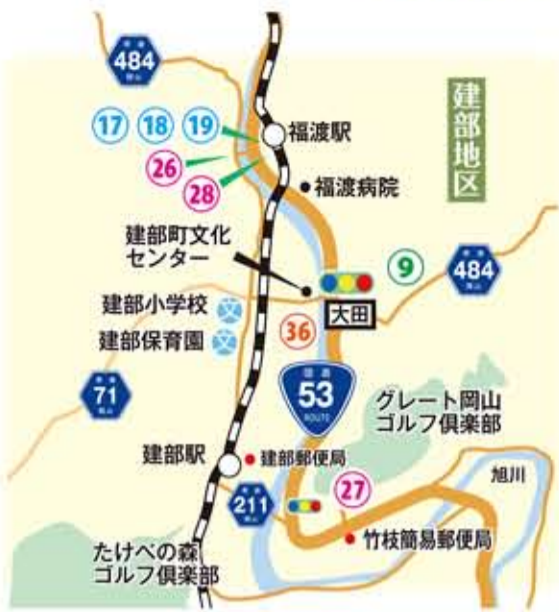 484
建部地区
17 18 19
福渡駅
26
28
福渡病院
建部町文化
センター
9
484
大田
36
建部小学校
建部保育園
国道
53
ROUTE
71
グレート岡山
ゴルフ倶楽部
建部駅
建部郵便局
旭川
27
211
竹枝簡易郵便局
たけべの森
ゴルフ倶楽部